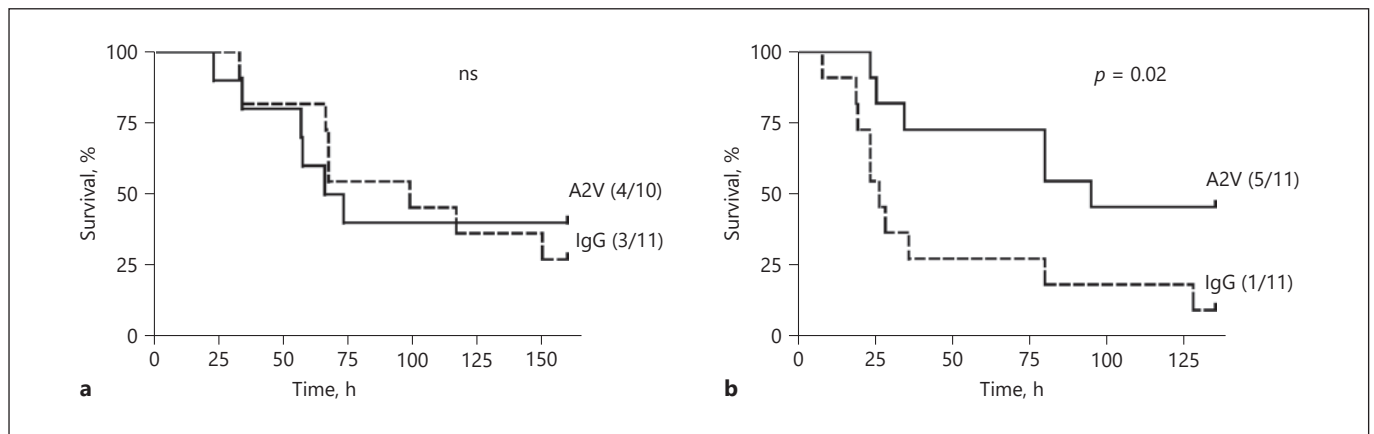 100
75
50
25
0
Survival, %
ns
A2V (4/10)
IgG (3/11)
0 25 50 75 100 125 150
Time, h
a
100
75
50
25
0
Survival, %
p = 0.02
A2V (5/11)
IgG (1/11)
0 25 50 75 100 125
Time, h
b